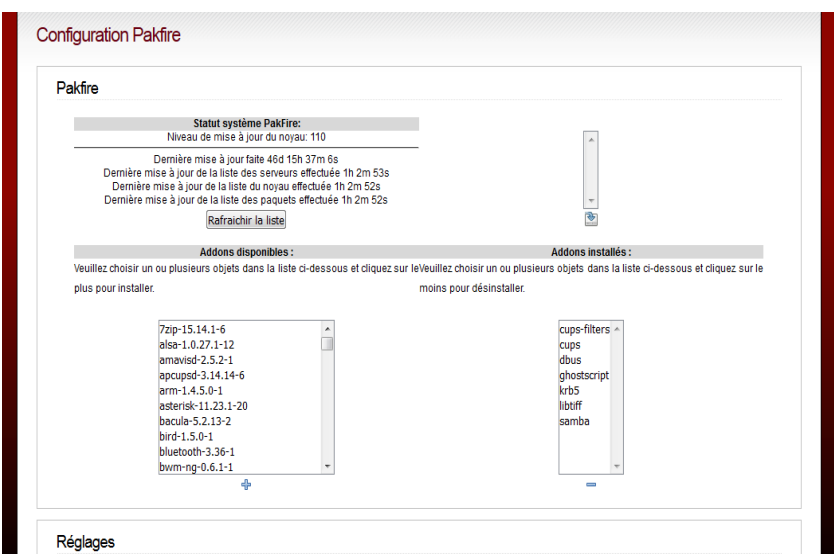 Configuration Pakfire
Pakfire
Statut système PakFire:
Niveau de mise à jour du noyau: 110
Dernière mise à jour faite 46d 15h 37m 6s
Dernière mise à jour de la liste des serveurs effectuée 1h 2m 53s
Dernière mise à jour de la liste du noyau effectuée 1h 2m 52s
Dernière mise à jour de la liste des paquets effectuée 1h 2m 52s
Rafraichir la liste
Addons disponibles :
Veuillez choisir un ou plusieurs objets dans la liste ci-dessous et cliquez sur le
plus pour installer.
7zip-15.14.1-6
alsa-1.0.27.1-12
amavisd-2.5.2-1
apcupsd-3.14.14-6
arm-1.4.5.0-1
asterisk-11.23.1-20
bacula-5.2.13-2
bird-1.5.0-1
bluetooth-3.36-1
bwm-ng-0.6.1-1
Addons installés :
Veuillez choisir un ou plusieurs objets dans la liste ci-dessous et cliquez sur le
moins pour désinstaller.
cups-filters
cups
dbus
ghostscript
krb5
libtiff
samba
Réglages